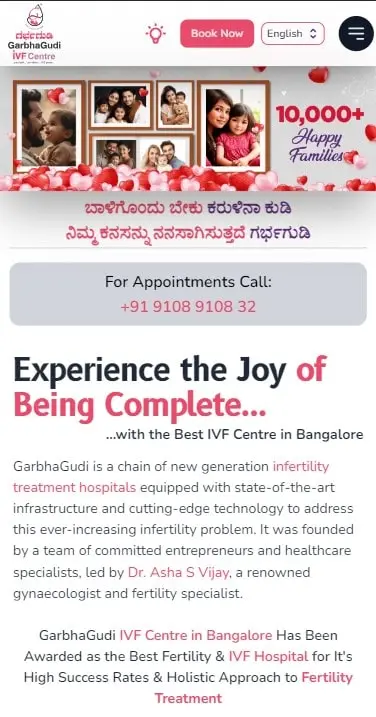 ಗರ್ಭಗುಡಿ
GarbhaGudi
IVF Centre
Book Now
English
10,000+
Happy
Families
ಬಾಳಿಗೊಂದು ಬೇಕು ಕರುಳಿನಾ ಕುಡಿ
ನಿಮ್ಮ ಕನಸನ್ನು ನನಸಾಗಿಸುತ್ತದೆ ಗರ್ಭಗುಡಿ
For Appointments Call:
+91 9108 9108 32
Experience the Joy of
Being Complete...
...with the Best IVF Centre in Bangalore
GarbhaGudi is a chain of new generation infertility
treatment hospitals equipped with state-of-the-art
infrastructure and cutting-edge technology to address
this ever-increasing infertility problem. It was founded
by a team of committed entrepreneurs and healthcare
specialists, led by Dr. Asha S Vijay, a renowned
gynaecologist and fertility specialist.
GarbhaGudi IVF Centre in Bangalore Has Been
Awarded as the Best Fertility & IVF Hospital for It's
High Success Rates & Holistic Approach to Fertility
Treatment